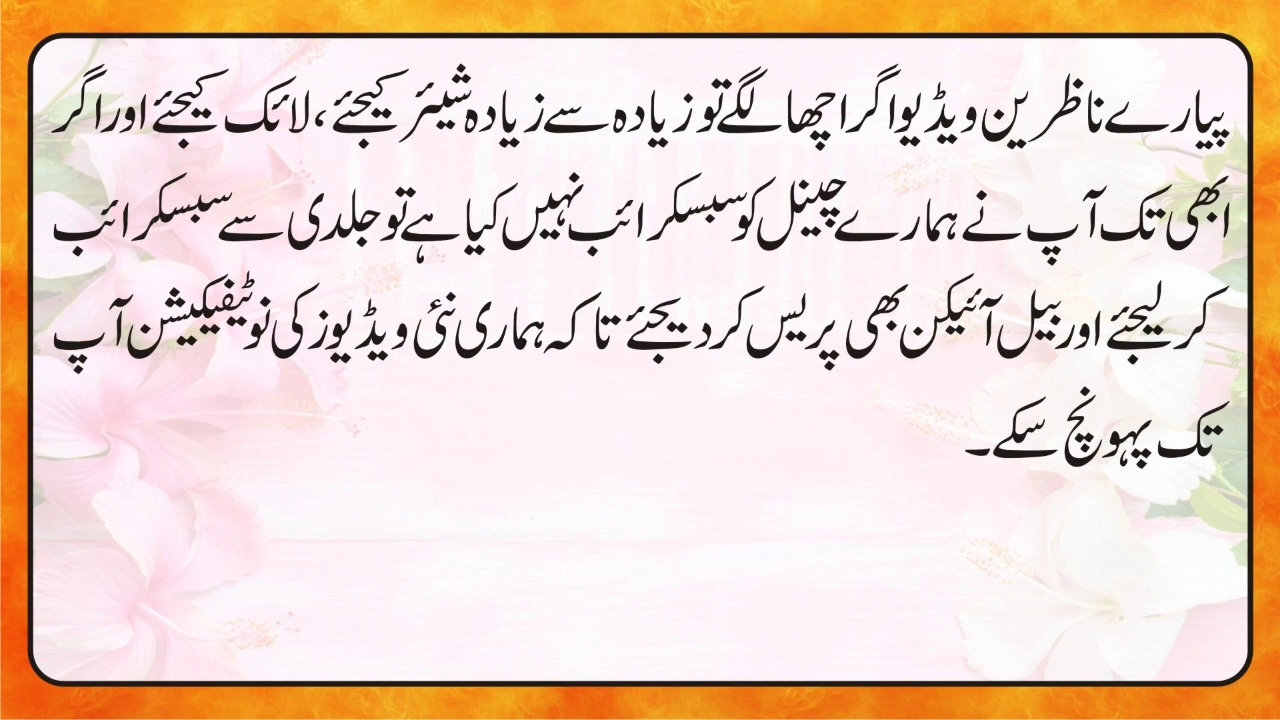 پیارے ناظرین ویڈیو اگر اچھا لگے تو زیادہ سے زیادہ شیئر کیجئے، لائک کیجئے اور اگر
ابھی تک آپ نے ہمارے چینل کو سبسکرائب نہیں کیا ہے تو جلدی سے سبسکرائب
کر لیجئے اور بیل آئیکن بھی پریس کر دیجئے تاکہ ہماری نئی ویڈیوز کی نوٹیفیکیشن آپ
تک پہونچ سکے۔